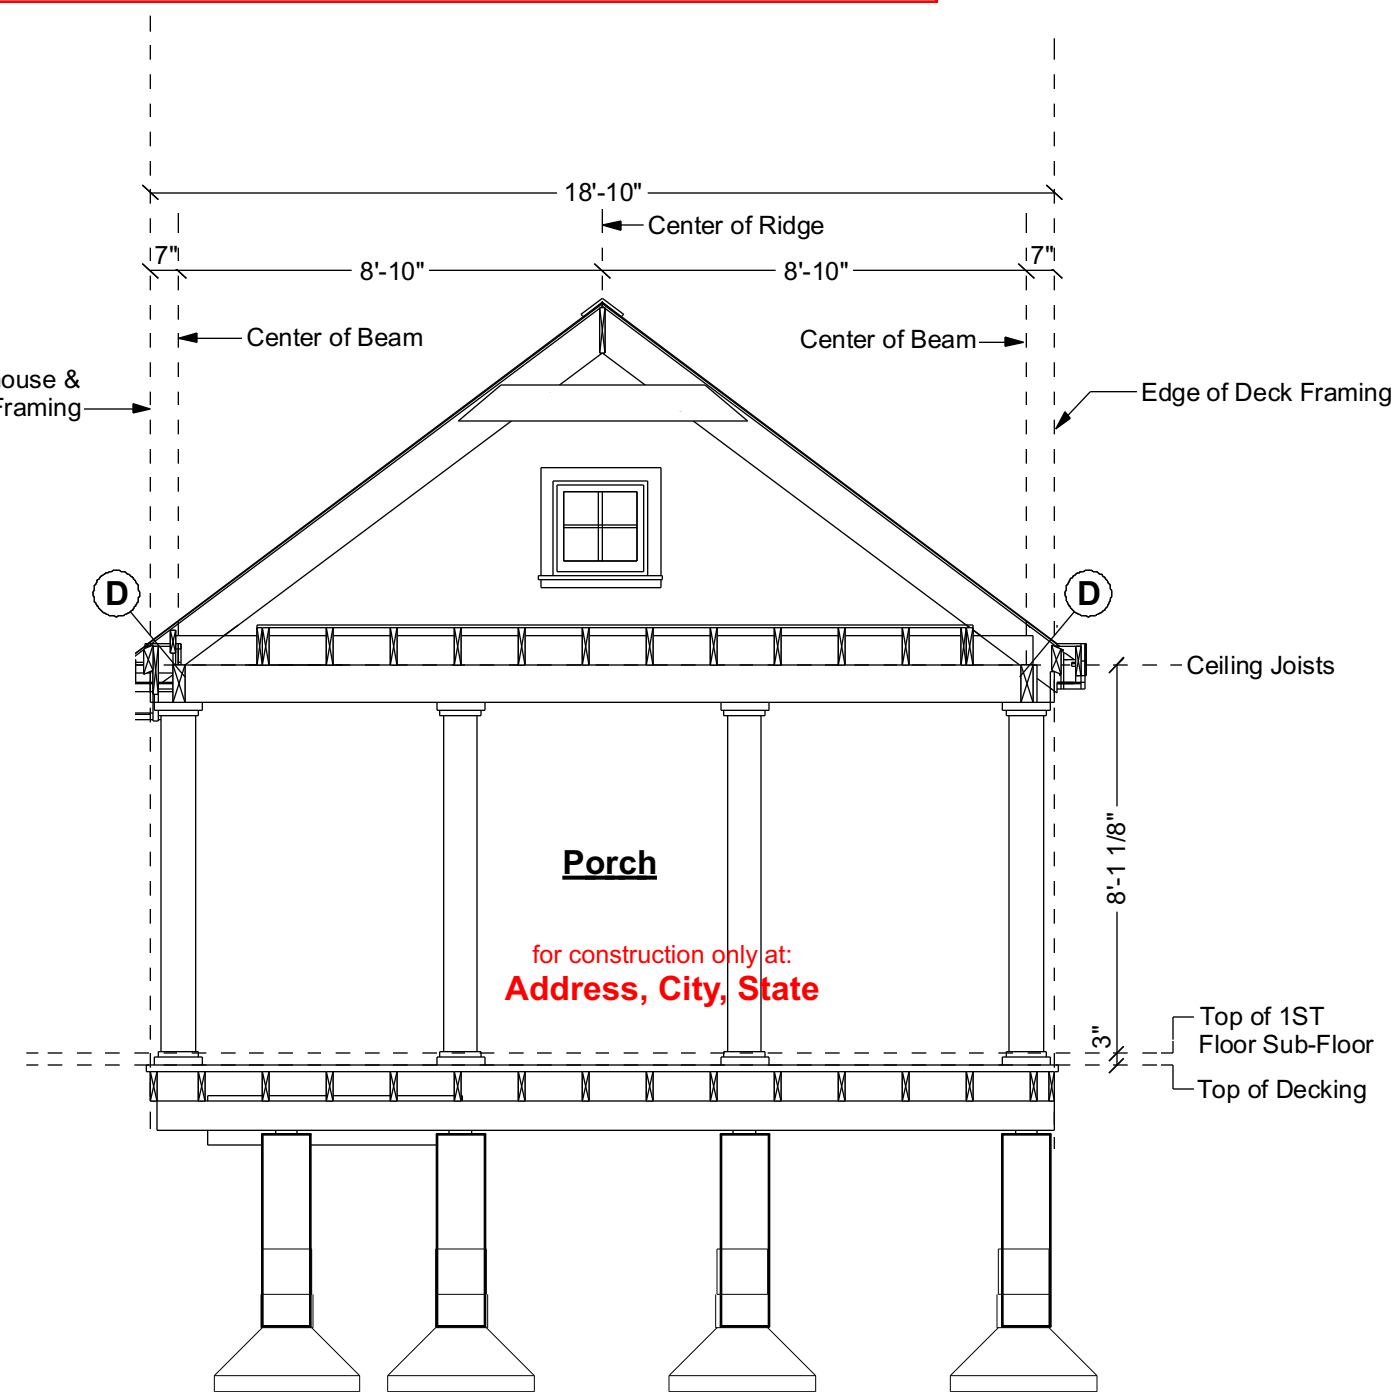 18'-10"
Center of Ridge
7"
8'-10"
8'-10"
7"
Center of Beam
Center of Beam
ouse &
Framing
Edge of Deck Framing
D
D
Ceiling Joists
8'-1 1/8"
Porch
for construction only at:
Address, City, State
3"
Top of 1ST
Floor Sub-Floor
Top of Decking